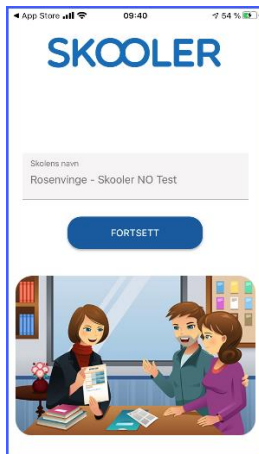 App Store 09:40 54 %
SKOOLER
Skolens navn
Rosenvinge - Skooler NO Test
FORTSETT